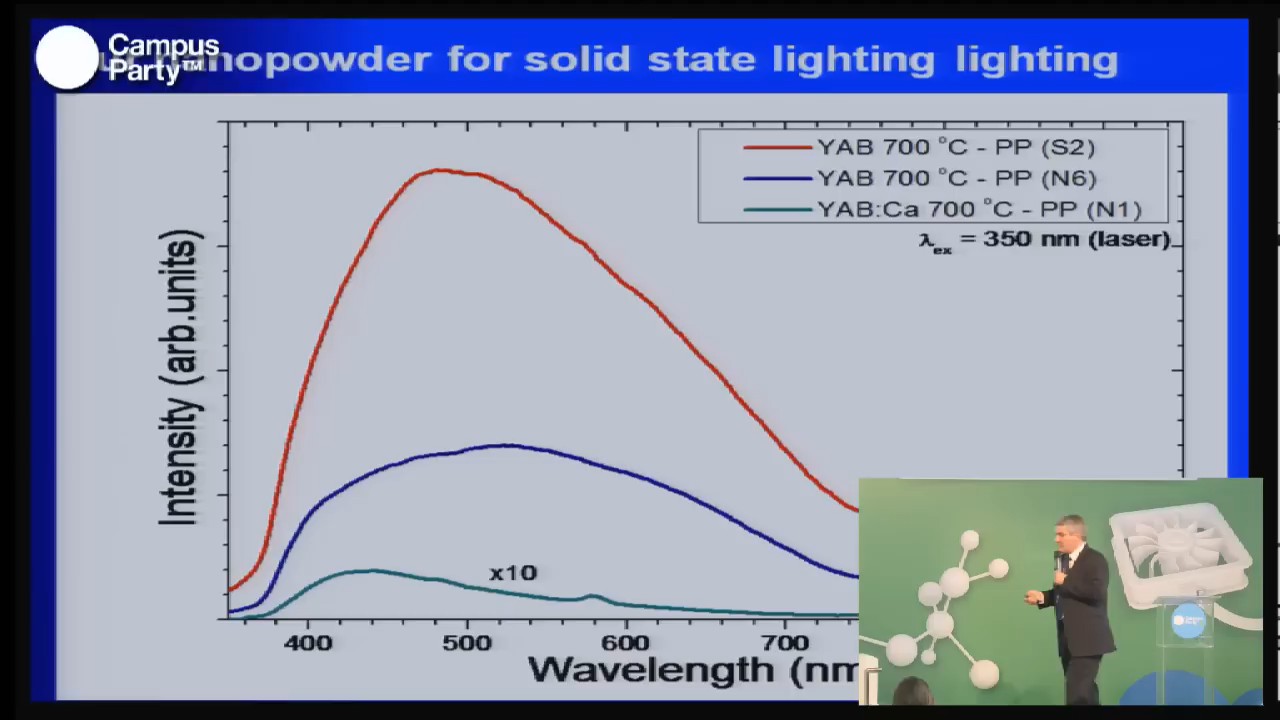 Campus
Party™
nanopowder for solid state lighting lighting
YAB 700 °C - PP (S2)
YAB 700 °C - PP (N6)
YAB:Ca 700 °C - PP (N1)
λex = 350 nm (laser)
Intensity (arb.units)
x10
400 500 600 700
Wavelength (nm